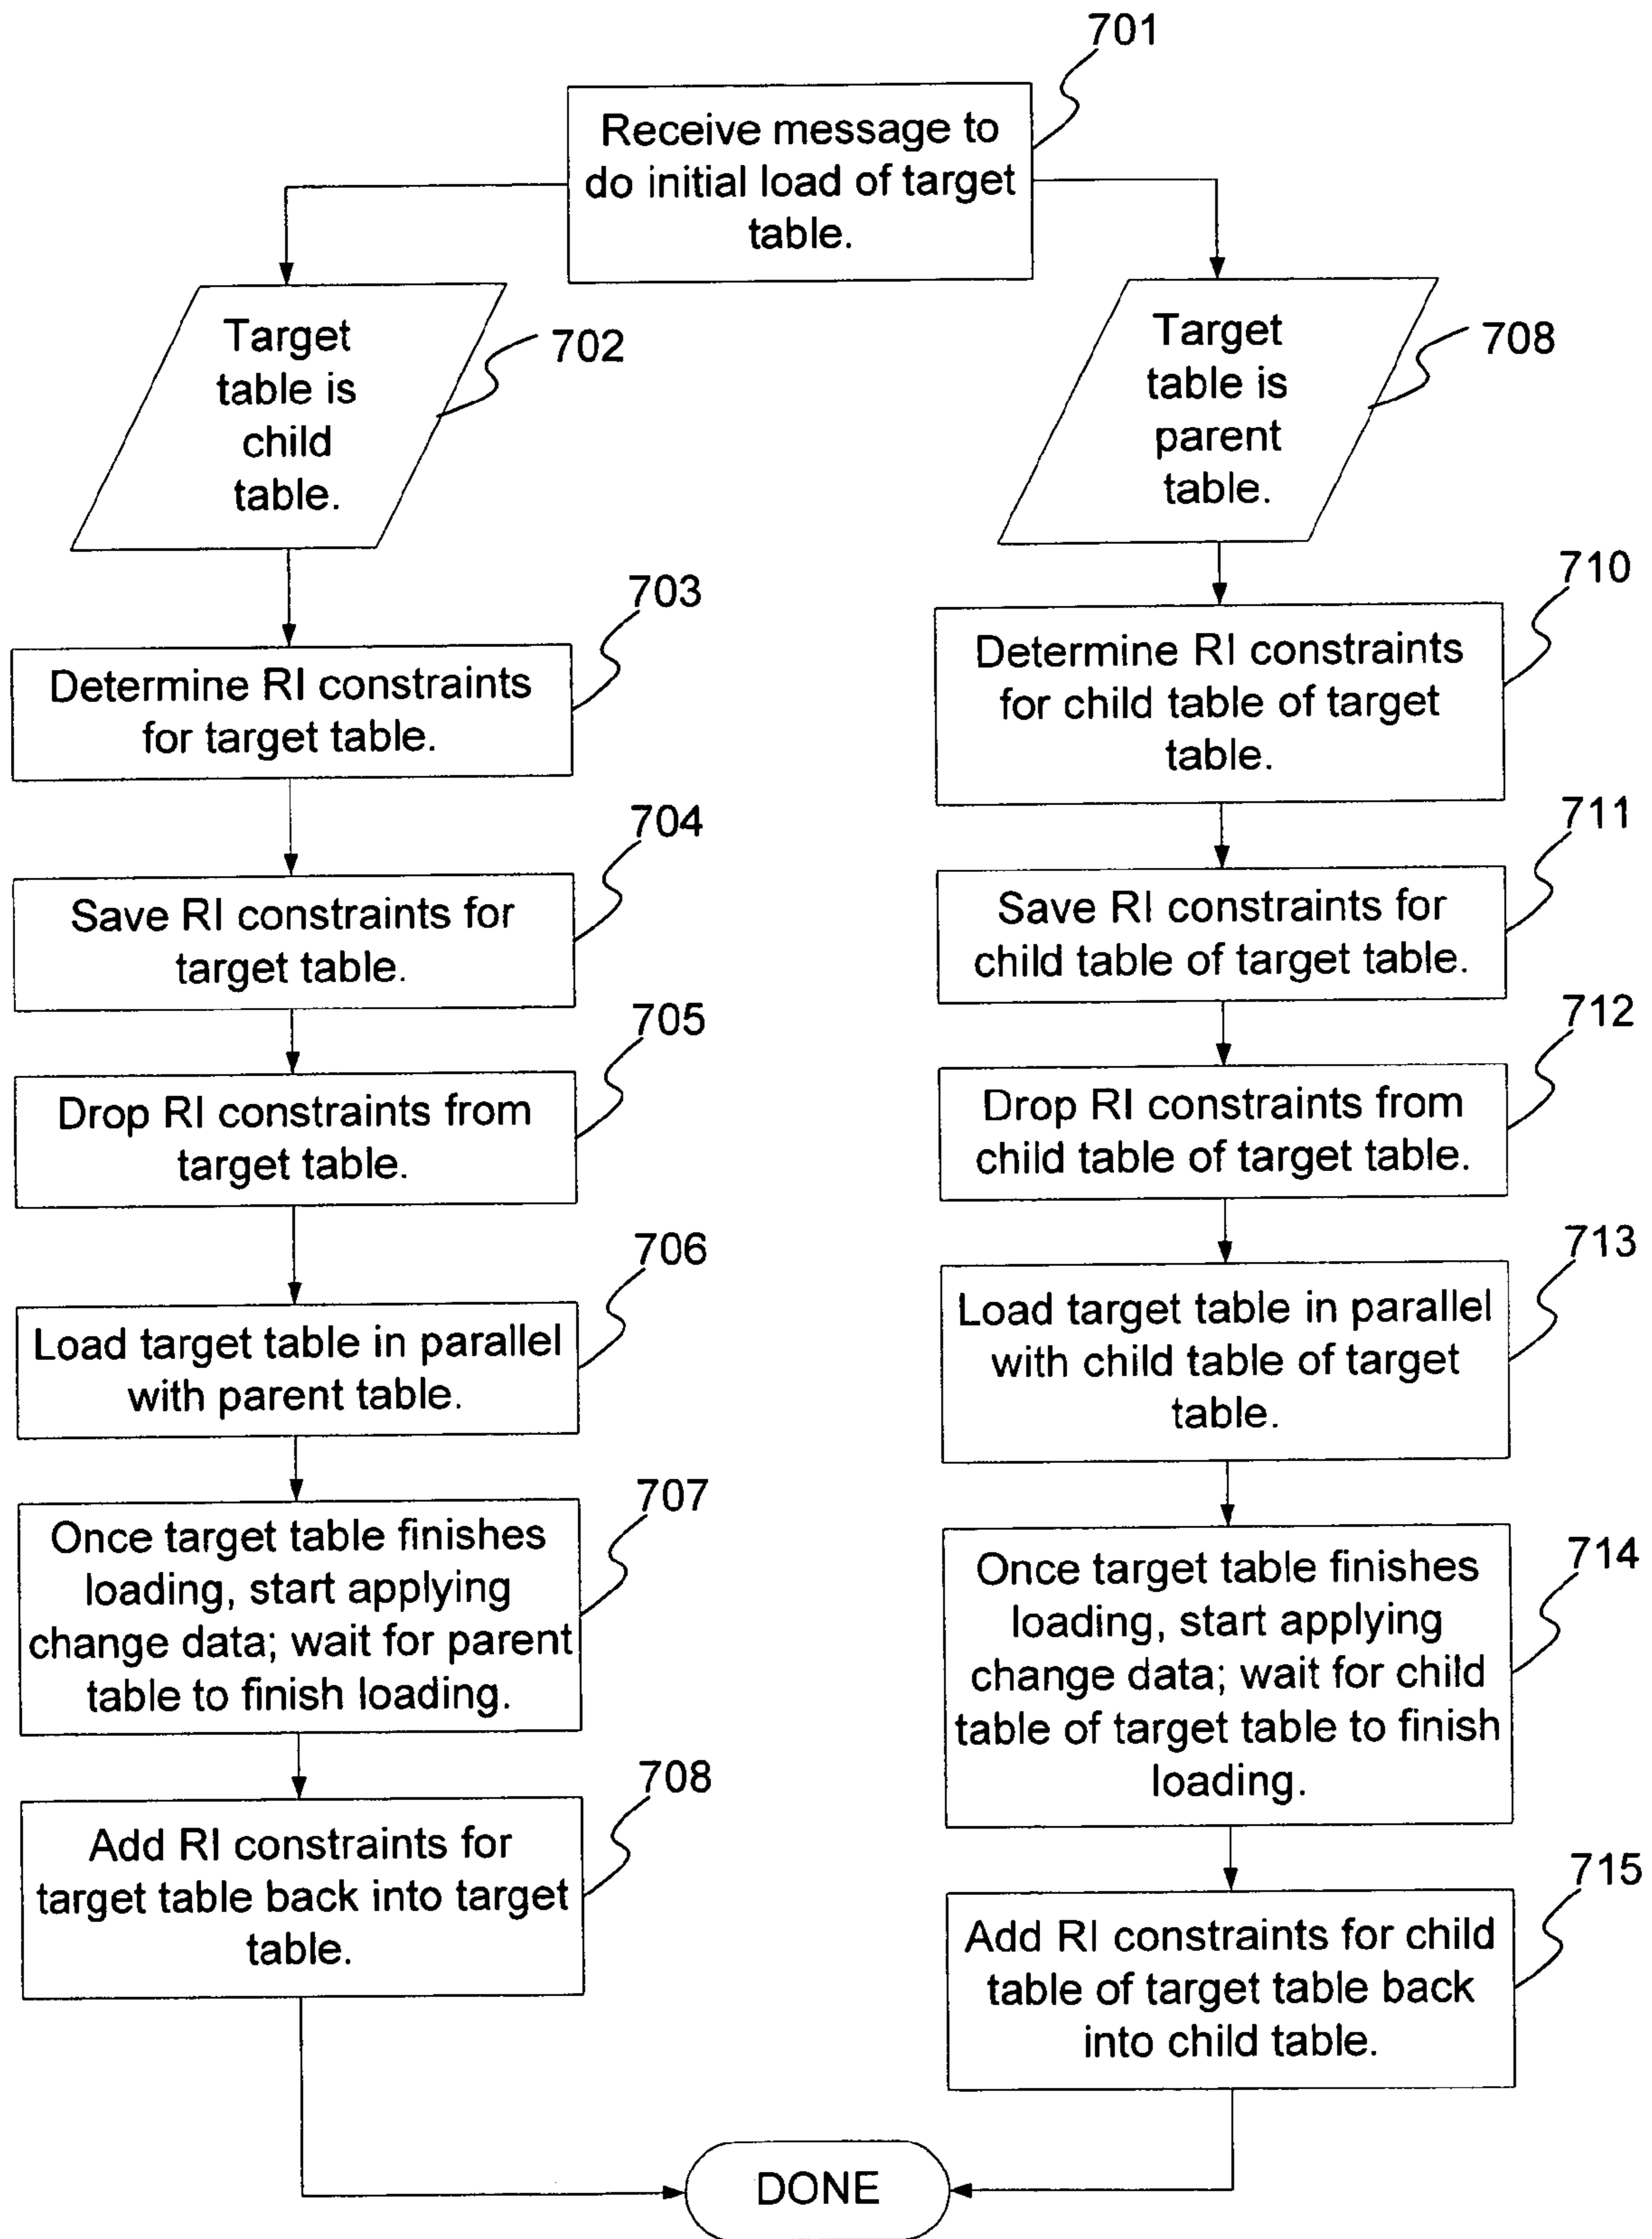 701
Receive message to
do initial load of target
table.
Target
table is
child
table.
702
Target
table is
parent
table.
708
703
Determine RI constraints
for target table.
704
Save RI constraints for
target table.
705
Drop RI constraints from
target table.
706
Load target table in parallel
with parent table.
707
Once target table finishes
loading, start applying
change data; wait for parent
table to finish loading.
708
Add RI constraints for
target table back into target
table.
710
Determine RI constraints
for child table of target
table.
711
Save RI constraints for
child table of target table.
712
Drop RI constraints from
child table of target table.
713
Load target table in parallel
with child table of target
table.
714
Once target table finishes
loading, start applying
change data; wait for child
table of target table to finish
loading.
715
Add RI constraints for child
table of target table back
into child table.
DONE